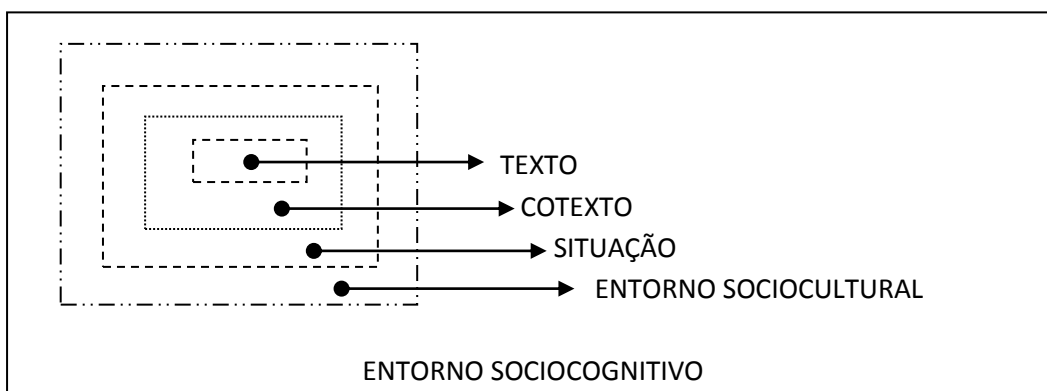 TEXTO
COTEXTO
SITUAÇÃO
ENTORNO SOCIOCULTURAL
ENTORNO SOCIOCOGNITIVO